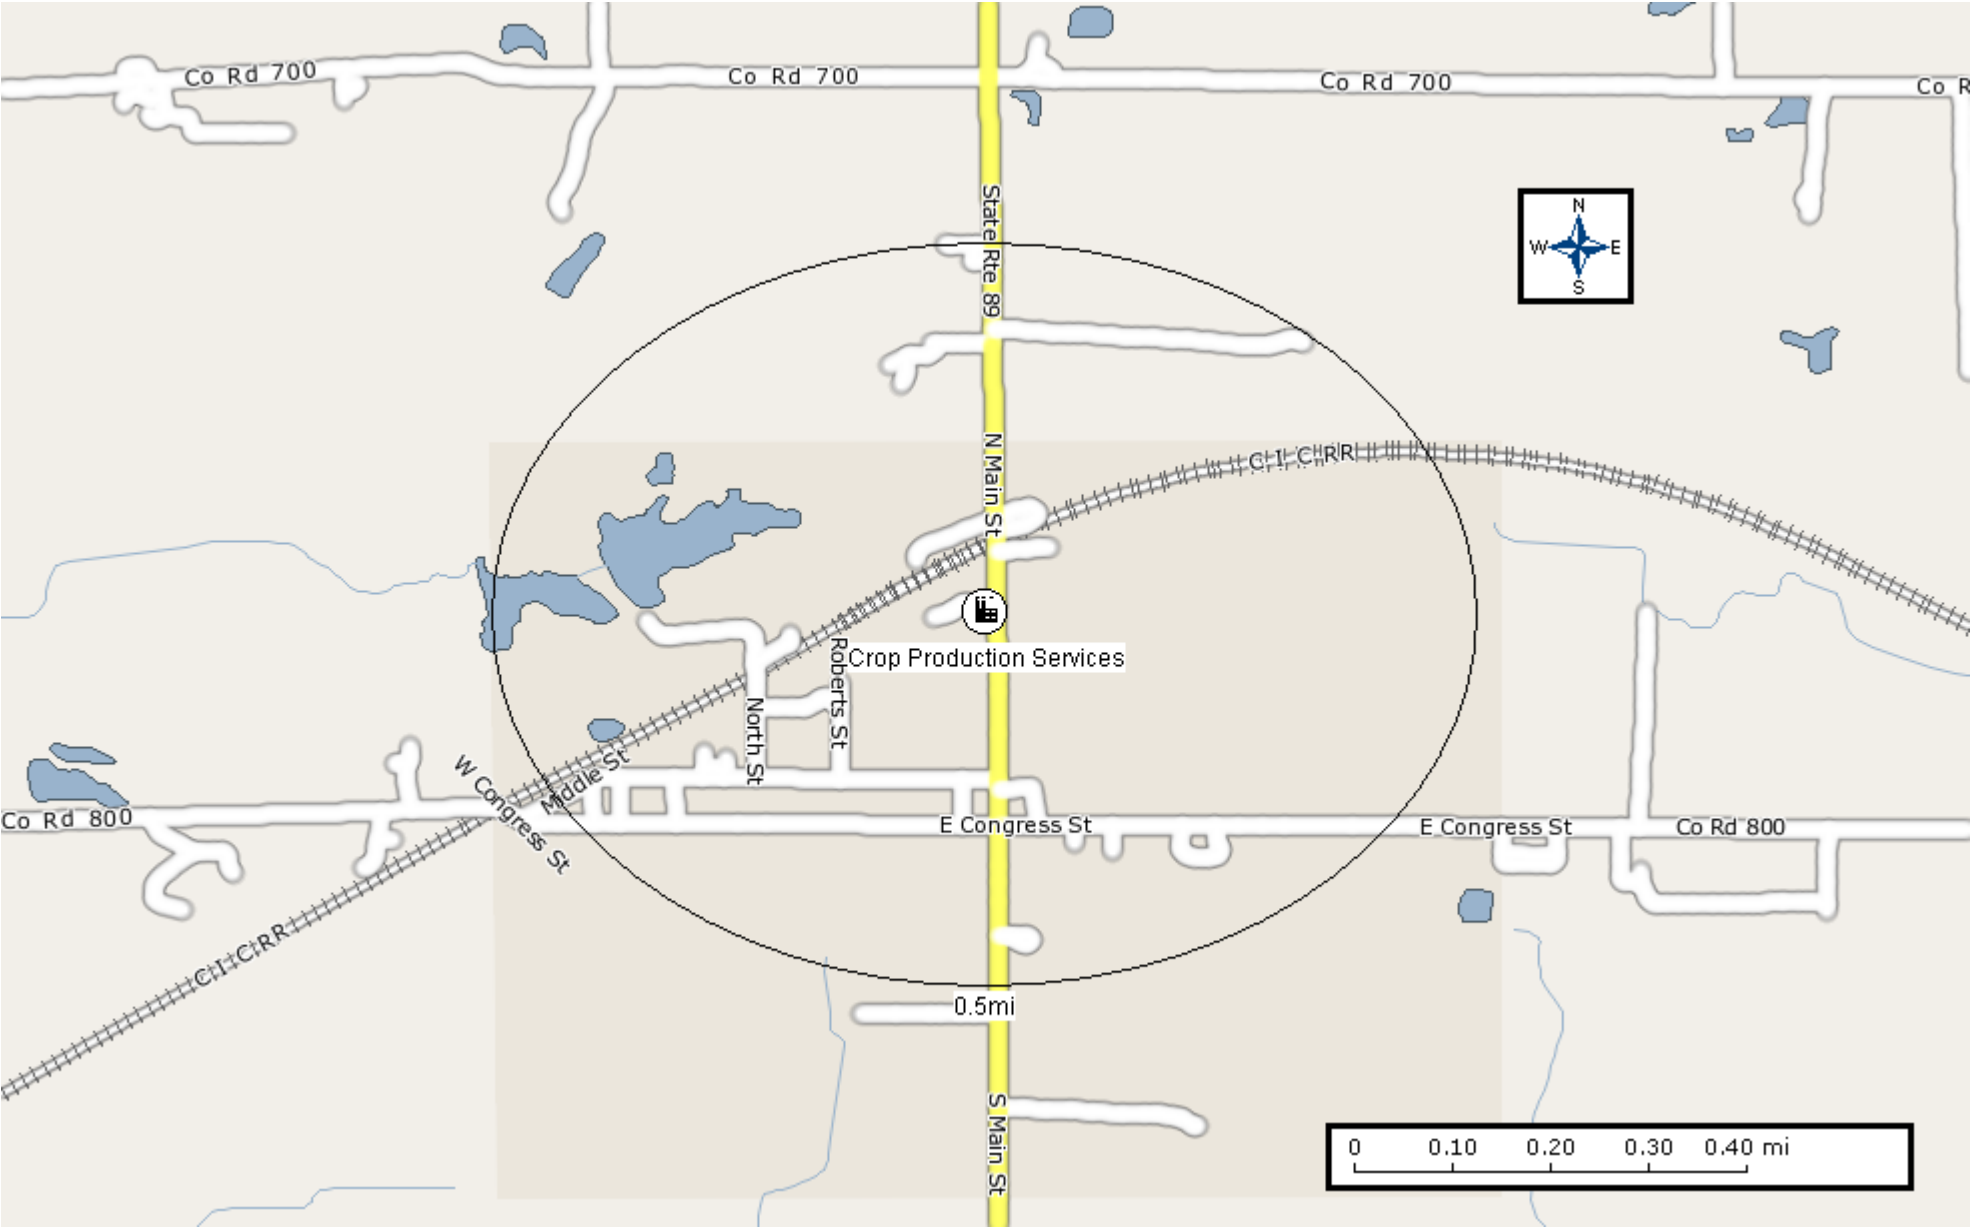 Co Rd 700
Co Rd 700
Co Rd 700
Co R
State Rte 89
N
W E
S
N Main St
C I C RR
Roberts St
Crop Production Services
North St
W Congress St
Middle St
Co Rd 800
E Congress St
E Congress St
Co Rd 800
C I C RR
0.5mi
S Main St
0 0.10 0.20 0.30 0.40 mi